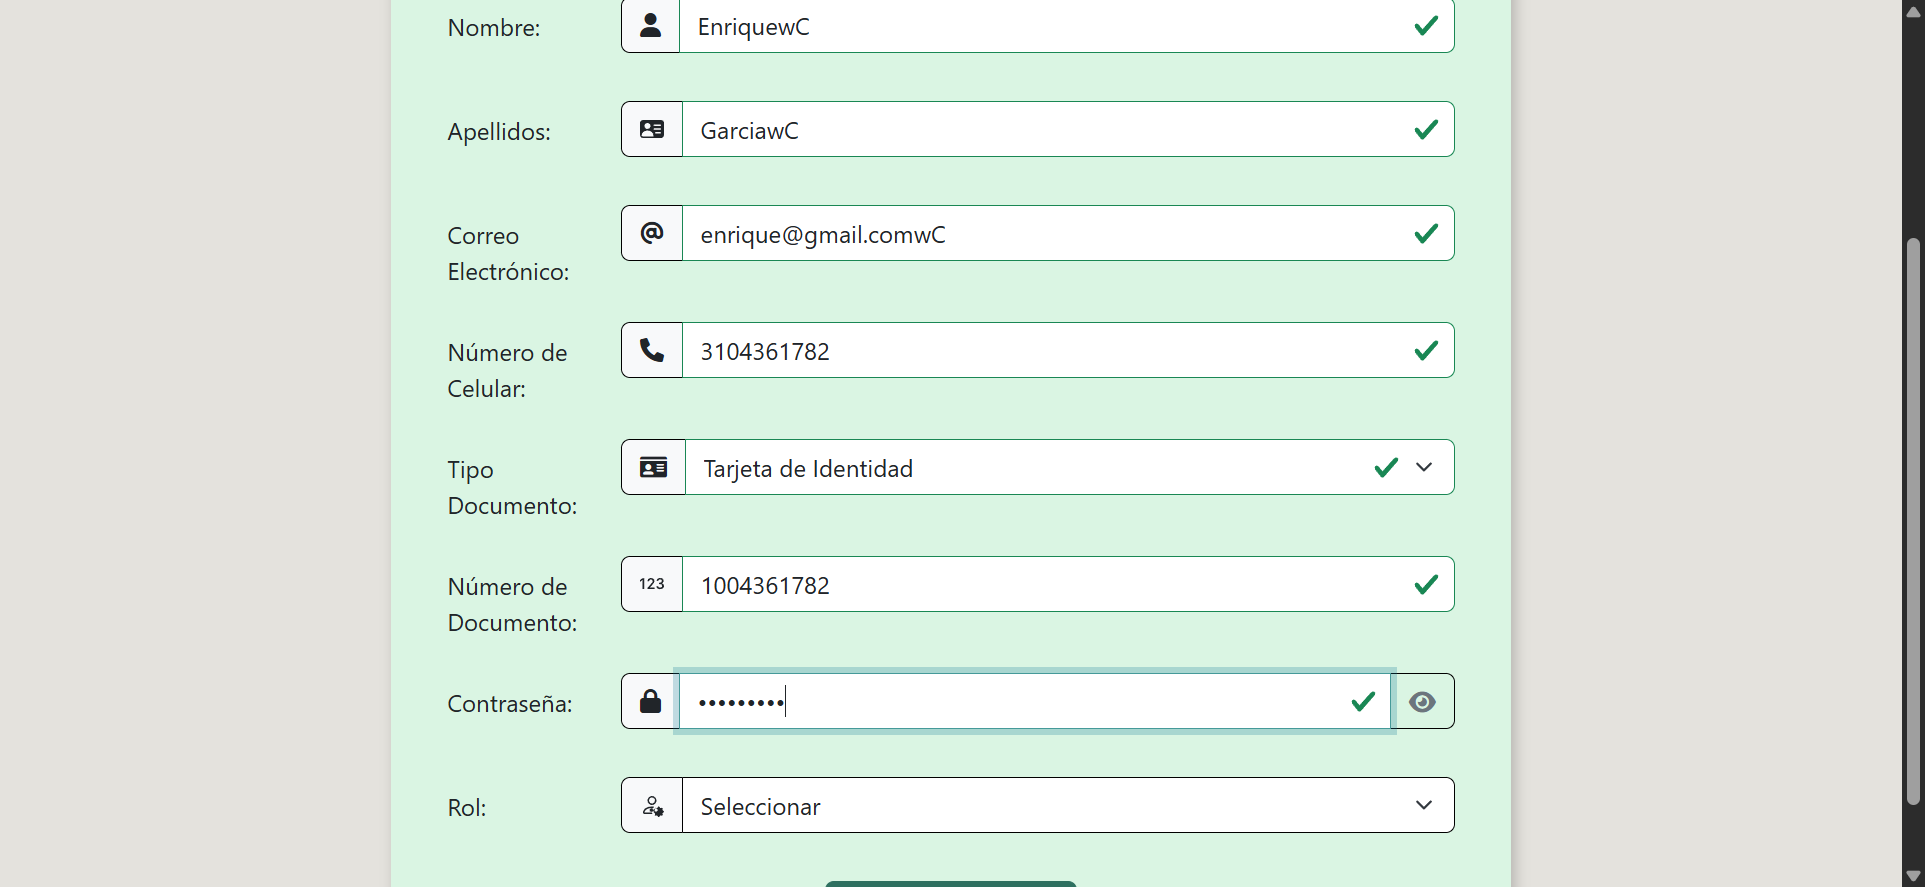 Nombre: EnriquewC
Apellidos: GarciawC
Correo
Electrónico: enrique@gmail.comwC
Número de
Celular: 3104361782
Tipo
Documento: Tarjeta de Identidad
Número de
Documento: 123 1004361782
Contraseña: •••••••••
Rol: Seleccionar